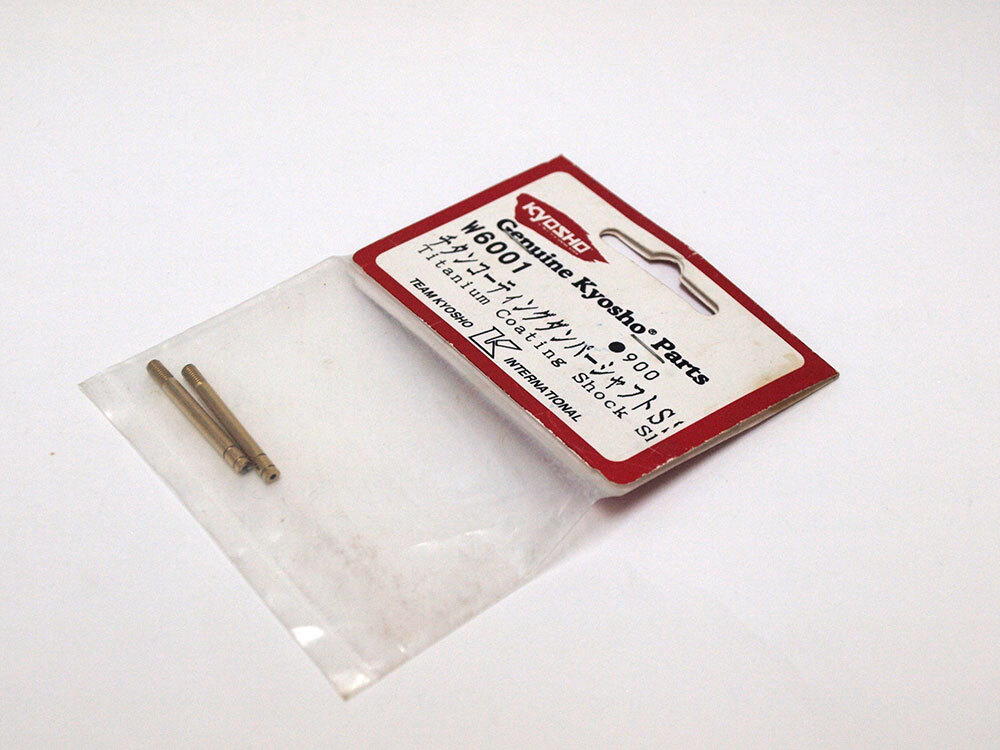 KYOSHO
Genuine Kyosho® Parts
W6001 ●900
チタンコーティングダンパーシャフトSS
Titanium Coating Shock
TEAM KYOSHO K INTERNATIONAL